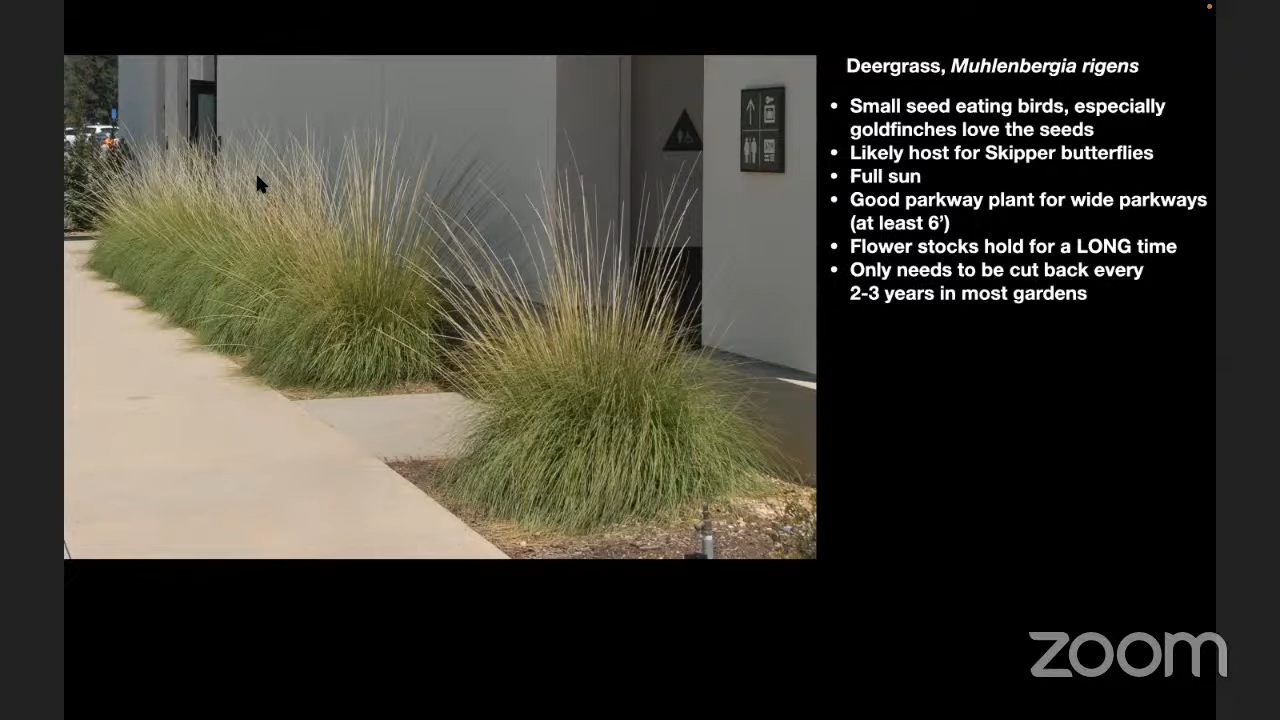 Deergrass, Muhlenbergia rigens
• Small seed eating birds, especially
goldfinches love the seeds
• Likely host for Skipper butterflies
• Full sun
• Good parkway plant for wide parkways
(at least 6')
• Flower stocks hold for a LONG time
• Only needs to be cut back every
2-3 years in most gardens
zoom